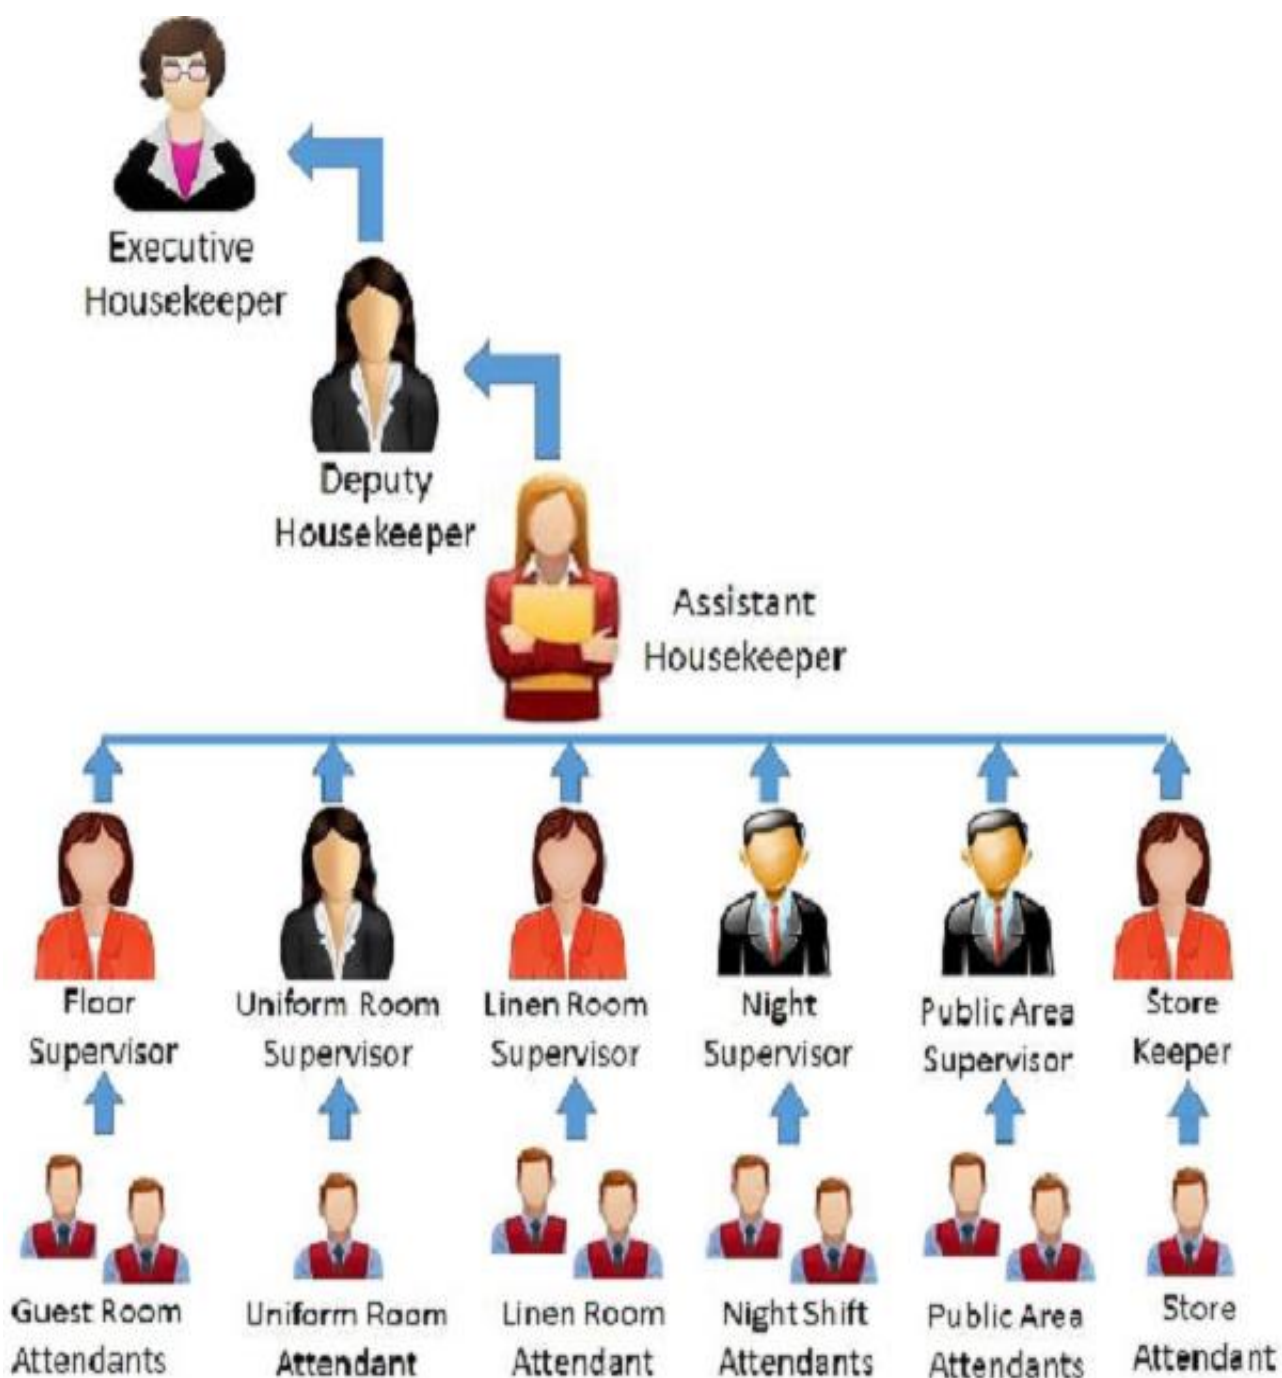 Executive
Housekeeper
Deputy
Housekeeper
Assistant
Housekeeper
Floor
Supervisor
Uniform Room
Supervisor
Linen Room
Supervisor
Night
Supervisor
Public Area
Supervisor
Store
Keeper
Guest Room
Attendants
Uniform Room
Attendant
Linen Room
Attendant
Night Shift
Attendants
Public Area
Attendants
Store
Attendant